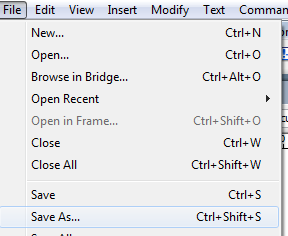 File Edit View Insert Modify Text Comman
New... Ctrl+N
Open... Ctrl+O
Browse in Bridge... Ctrl+Alt+O
Open Recent
Open in Frame... Ctrl+Shift+O
Close Ctrl+W
Close All Ctrl+Shift+W
Save Ctrl+S
Save As... Ctrl+Shift+S